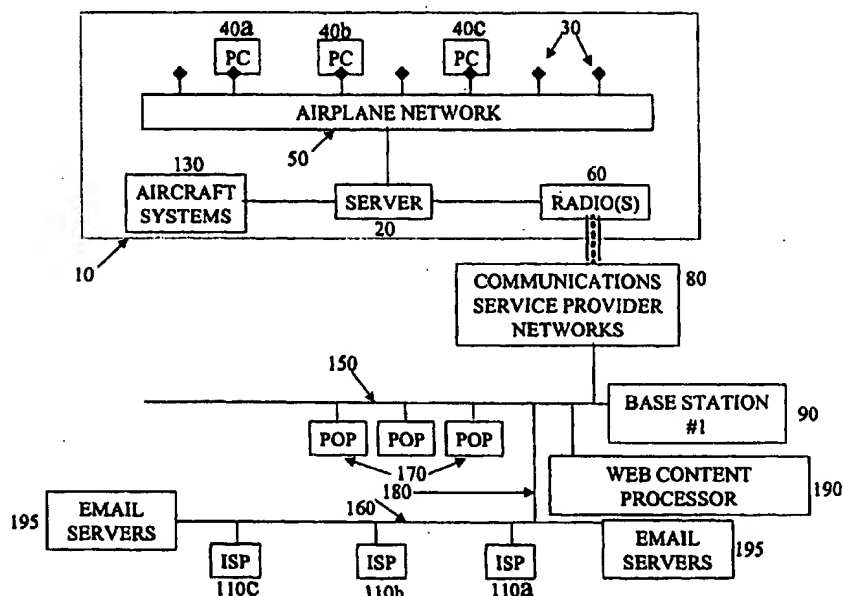 40a 40b 40c 30
PC PC PC
AIRPLANE NETWORK
50
130 60
AIRCRAFT
SYSTEMS
SERVER
RADIO(S)
20
10
COMMUNICATIONS
SERVICE PROVIDER
NETWORKS
80
150
BASE STATION
#1
90
POP POP POP
170
180
WEB CONTENT
PROCESSOR
190
160
195
EMAIL
SERVERS
EMAIL
SERVERS
195
ISP ISP ISP
110c 110b 110a